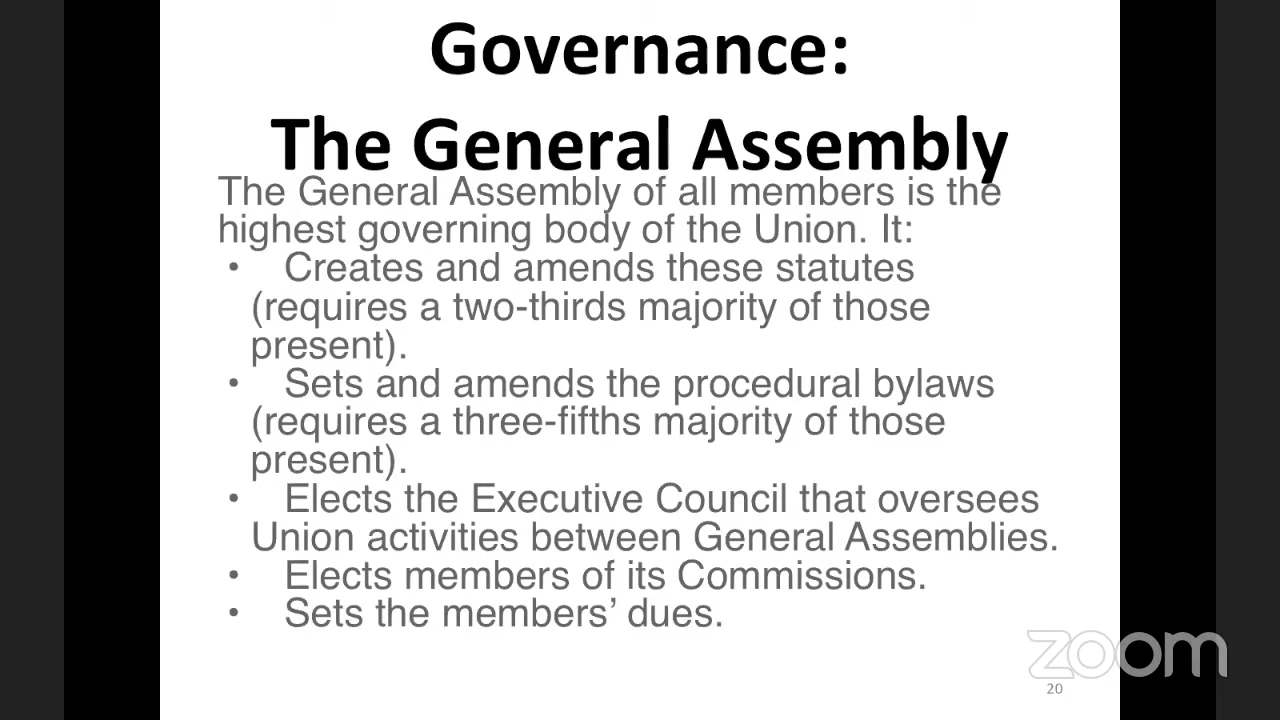 Governance:
The General Assembly
The General Assembly of all members is the
highest governing body of the Union. It:
• Creates and amends these statutes
(requires a two-thirds majority of those
present).
• Sets and amends the procedural bylaws
(requires a three-fifths majority of those
present).
• Elects the Executive Council that oversees
Union activities between General Assemblies.
• Elects members of its Commissions.
• Sets the members’ dues.
zoom
20